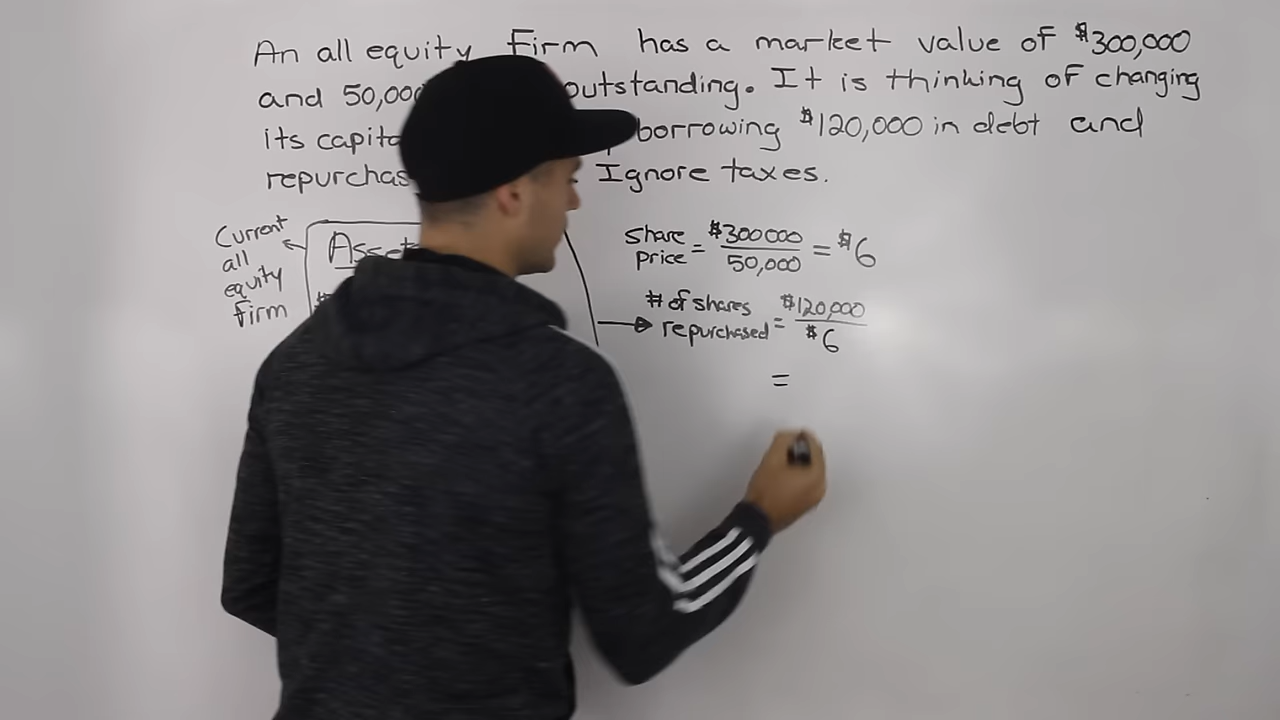 An all equity Firm has a market value of $300,000
and 50,000 outstanding. It is thinking of changing
its borrowing $120,000 in debt and
Ignore taxes.
Current
all
equity
firm
share
price = $300000 / 50,000 = $6
# of shares
repurchased = $120,000 / $6
=